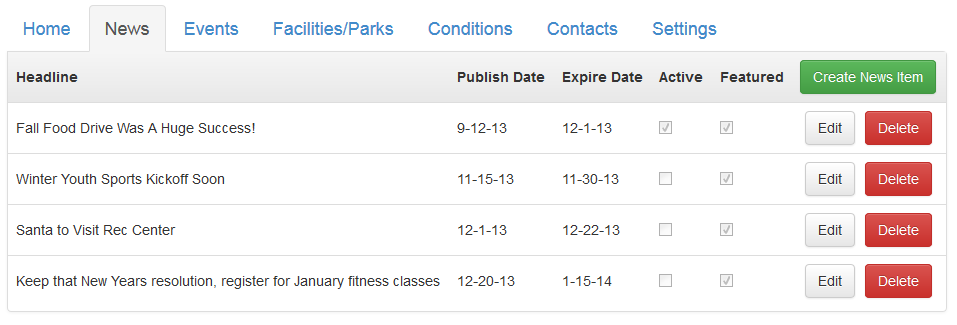 Home News Events Facilities/Parks Conditions Contacts Settings
Headline Publish Date Expire Date Active Featured Create News Item
Fall Food Drive Was A Huge Success! 9-12-13 12-1-13 Edit Delete
Winter Youth Sports Kickoff Soon 11-15-13 11-30-13 Edit Delete
Santa to Visit Rec Center 12-1-13 12-22-13 Edit Delete
Keep that New Years resolution, register for January fitness classes 12-20-13 1-15-14 Edit Delete